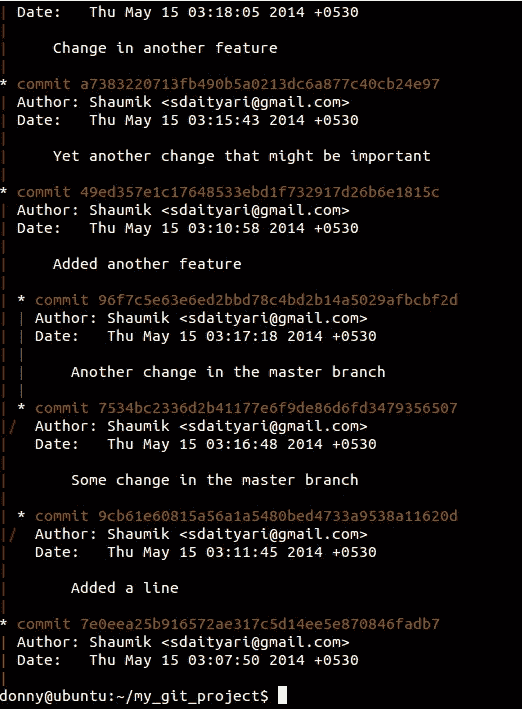 | Date:   Thu May 15 03:18:05 2014 +0530
|
|     Change in another feature
|
* commit a7383220713fb490b5a0213dc6a877c40cb24e97
| Author: Shaumik <sdaityari@gmail.com>
| Date:   Thu May 15 03:15:43 2014 +0530
|
|     Yet another change that might be important
|
* commit 49ed357e1c17648533ebd1f732917d26b6e1815c
| Author: Shaumik <sdaityari@gmail.com>
| Date:   Thu May 15 03:10:58 2014 +0530
|
|     Added another feature
|
| * commit 96f7c5e63e6ed2bbd78c4bd2b14a5029afbcbf2d
| | Author: Shaumik <sdaityari@gmail.com>
| | Date:   Thu May 15 03:17:18 2014 +0530
| |
| |     Another change in the master branch
| |
| * commit 7534bc2336d2b41177e6f9de86d6fd3479356507
|/  Author: Shaumik <sdaityari@gmail.com>
|   Date:   Thu May 15 03:16:48 2014 +0530
|
|       Some change in the master branch
|
| * commit 9cb61e60815a56a1a5480bed4733a9538a11620d
|/  Author: Shaumik <sdaityari@gmail.com>
|   Date:   Thu May 15 03:11:45 2014 +0530
|
|       Added a line
|
* commit 7e0eea25b916572ae317c5d14ee5e870846fadb7
| Author: Shaumik <sdaityari@gmail.com>
| Date:   Thu May 15 03:07:50 2014 +0530
|
donny@ubuntu:~/my_git_project$